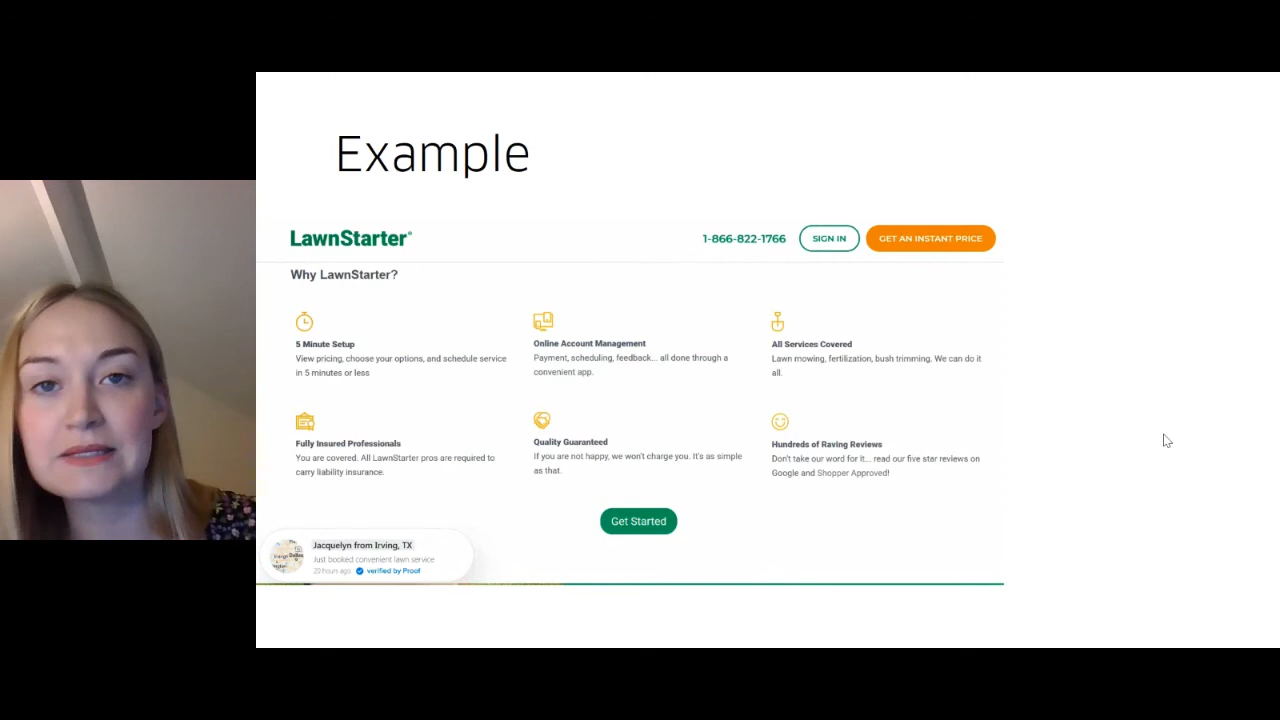 Example
LawnStarter®
1-866-822-1766
SIGN IN
GET AN INSTANT PRICE
Why LawnStarter?
5 Minute Setup
View pricing, choose your options, and schedule service
in 5 minutes or less
Online Account Management
Payment, scheduling, feedback... all done through a
convenient app.
All Services Covered
Lawn mowing, fertilization, bush trimming. We can do it
all.
Fully Insured Professionals
You are covered. All LawnStarter pros are required to
carry liability insurance.
Quality Guaranteed
If you are not happy, we won't charge you. It's as simple
as that.
Hundreds of Raving Reviews
Don't take our word for it... read our five star reviews on
Google and Shopper Approved!
Get Started
Jacquelyn from Irving, TX
Just booked convenient lawn service
20 hours ago
verified by Proof